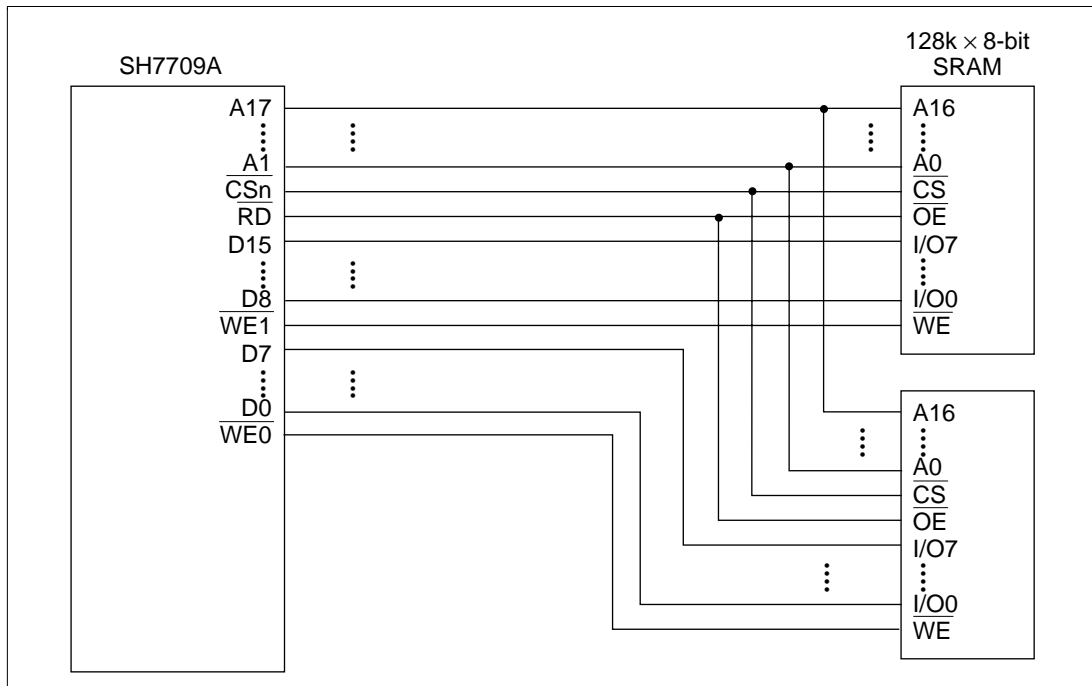 SH7709A
A17
A1
CSn
RD
D15
D8
WE1
D7
D0
WE0
128k × 8-bit
SRAM
A16
A0
CS
OE
I/O7
I/O0
WE
A16
A0
CS
OE
I/O7
I/O0
WE